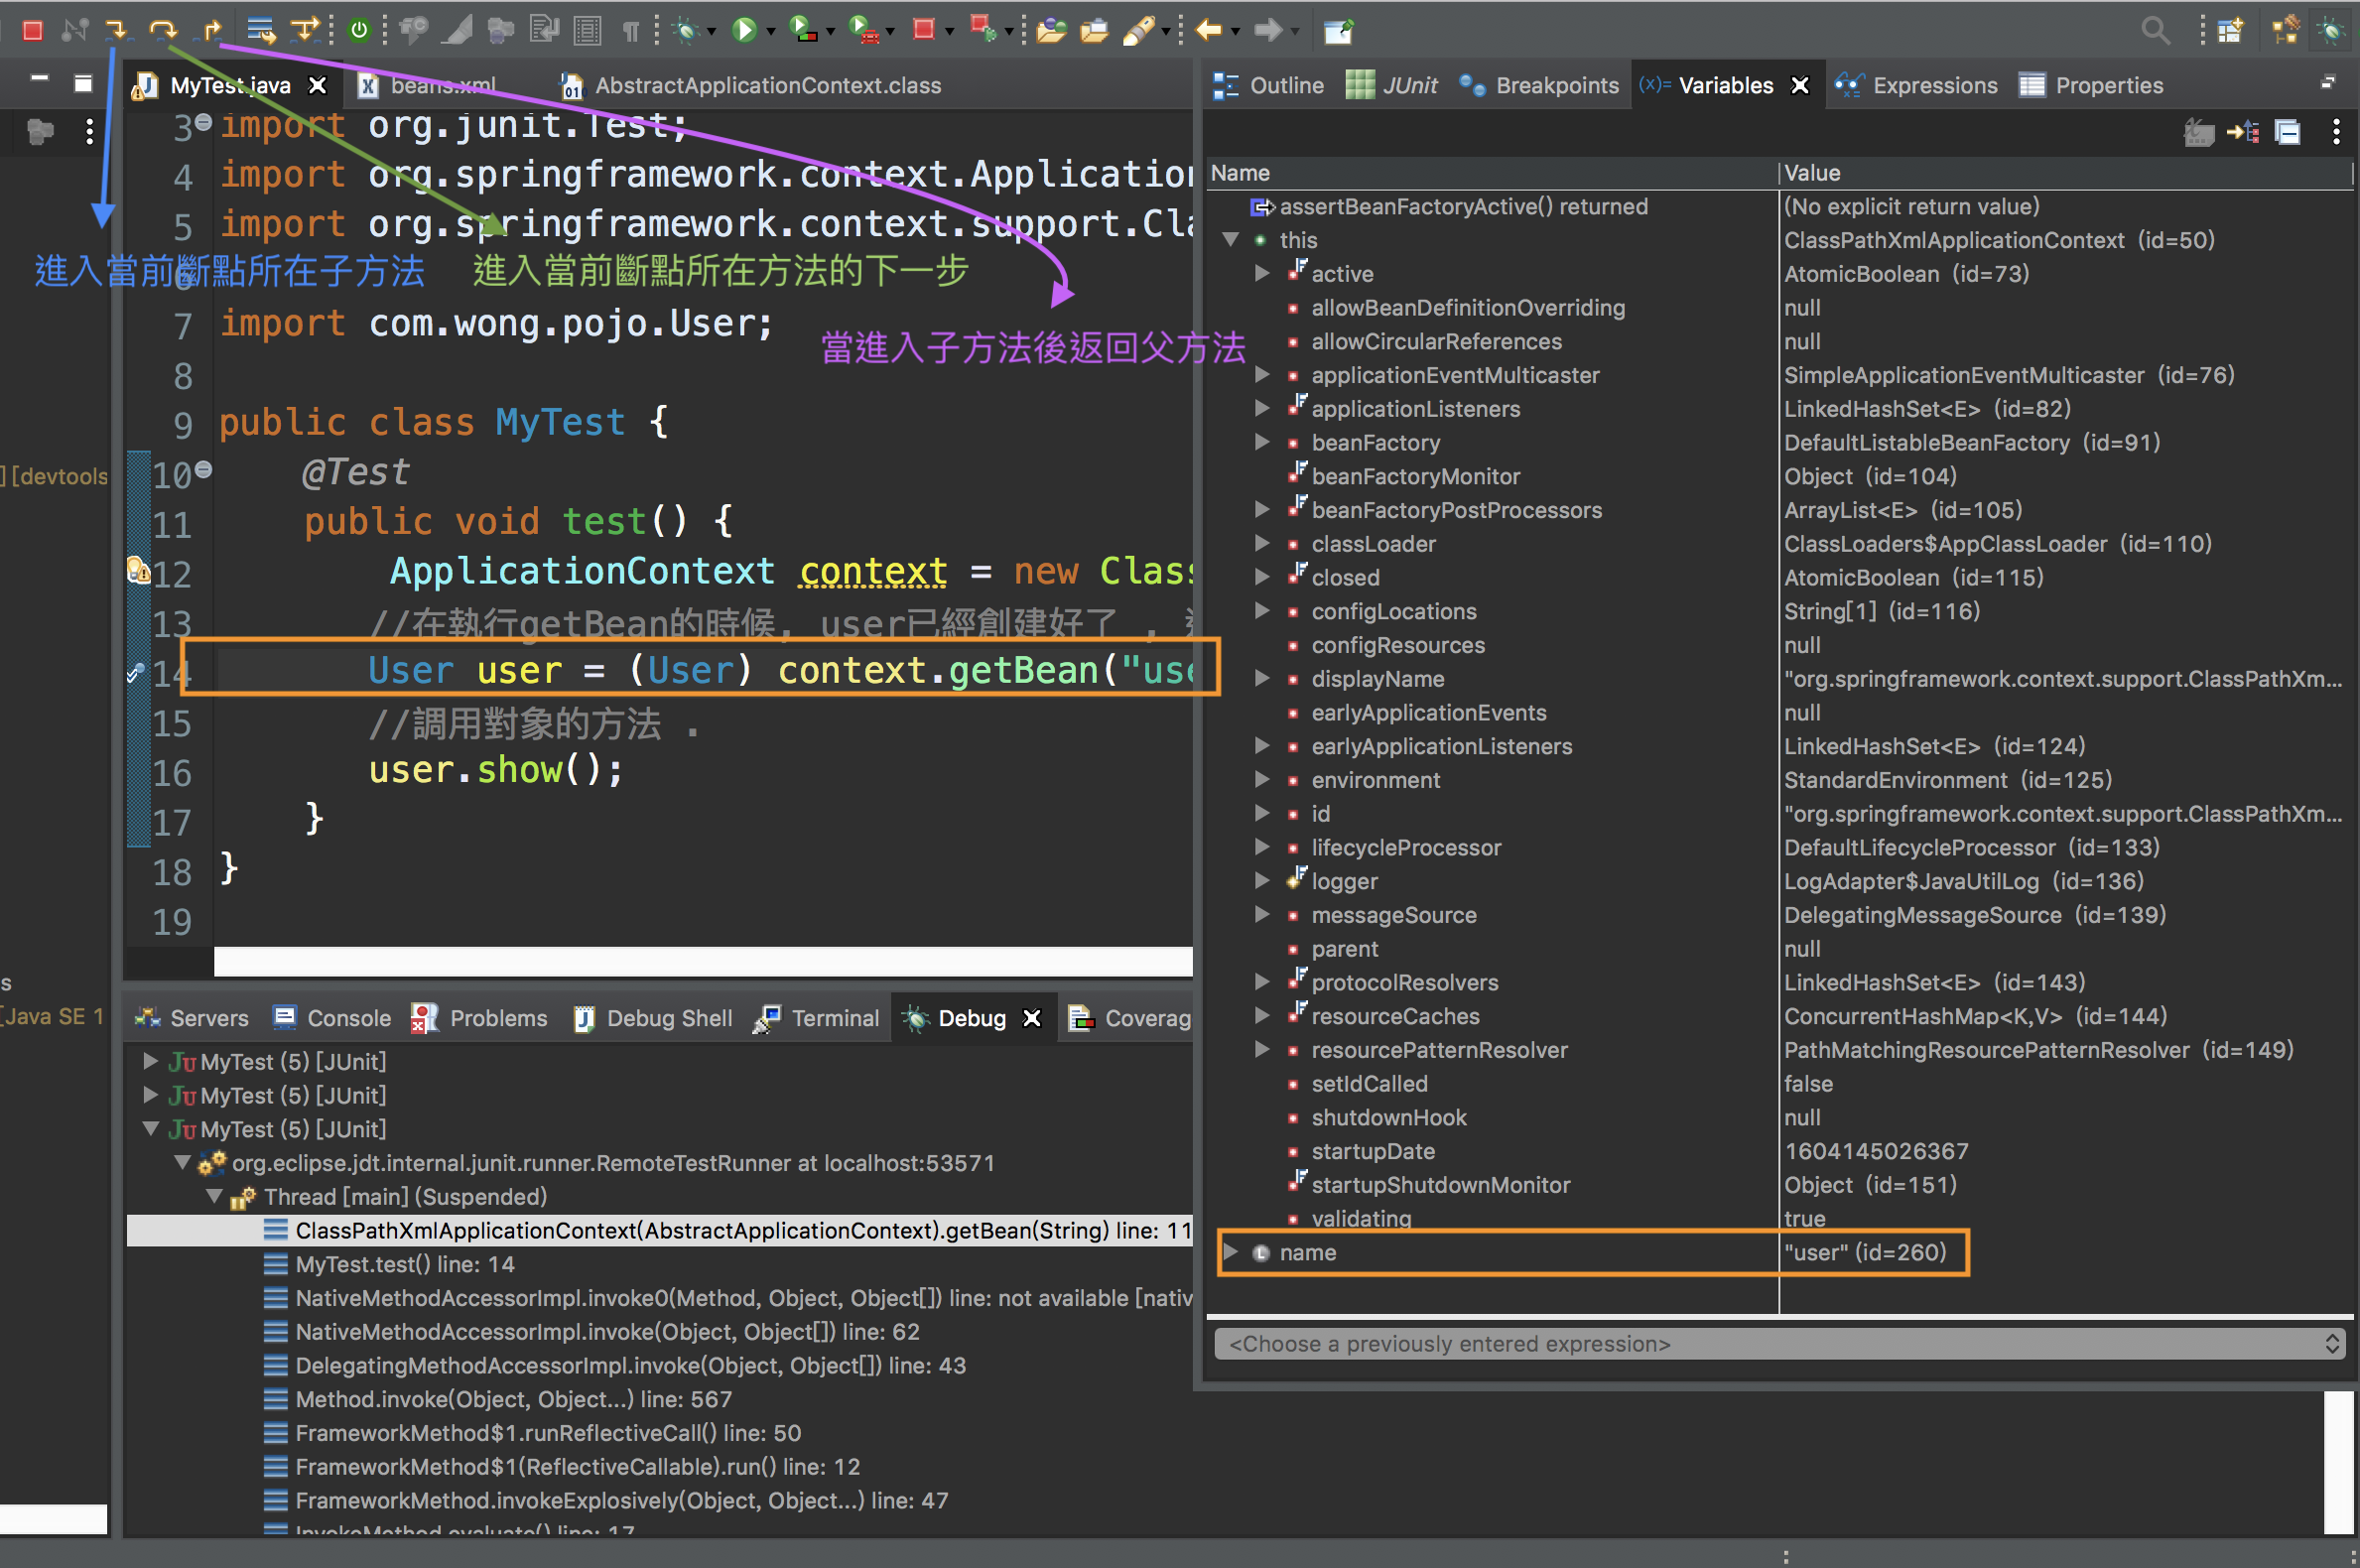 MyTest.java
beans.xml
AbstractApplicationContext.class
3 import org.junit.Test;
4 import org.springframework.context.Application
5 import org.springframework.context.support.Cla
6
進入當前斷點所在子方法
進入當前斷點所在方法的下一步
7 import com.wong.pojo.User;
當進入子方法後返回父方法
8
9 public class MyTest {
10 @Test
11 public void test() {
12 ApplicationContext context = new Class
13 //在執行getBean的時候, user已經創建好了 ,
14 User user = (User) context.getBean("use
15 //調用對象的方法 .
16 user.show();
17 }
18 }
19
] [devtools
s
[Java SE 1
Outline JUnit Breakpoints (x)= Variables Expressions Properties
Name Value
assertBeanFactoryActive() returned (No explicit return value)
this ClassPathXmlApplicationContext (id=50)
active AtomicBoolean (id=73)
allowBeanDefinitionOverriding null
allowCircularReferences null
applicationEventMulticaster SimpleApplicationEventMulticaster (id=76)
applicationListeners LinkedHashSet<E> (id=82)
beanFactory DefaultListableBeanFactory (id=91)
beanFactoryMonitor Object (id=104)
beanFactoryPostProcessors ArrayList<E> (id=105)
classLoader ClassLoaders$AppClassLoader (id=110)
closed AtomicBoolean (id=115)
configLocations String[1] (id=116)
configResources null
displayName "org.springframework.context.support.ClassPathXm...
earlyApplicationEvents null
earlyApplicationListeners LinkedHashSet<E> (id=124)
environment StandardEnvironment (id=125)
id "org.springframework.context.support.ClassPathXm...
lifecycleProcessor DefaultLifecycleProcessor (id=133)
logger LogAdapter$JavaUtilLog (id=136)
messageSource DelegatingMessageSource (id=139)
parent null
protocolResolvers LinkedHashSet<E> (id=143)
resourceCaches ConcurrentHashMap<K,V> (id=144)
resourcePatternResolver PathMatchingResourcePatternResolver (id=149)
setIdCalled false
shutdownHook null
startupDate 1604145026367
startupShutdownMonitor Object (id=151)
validating true
name "user" (id=260)
<Choose a previously entered expression>
Servers Console Problems Debug Shell Terminal Debug Coverag
MyTest (5) [JUnit]
MyTest (5) [JUnit]
MyTest (5) [JUnit]
org.eclipse.jdt.internal.junit.runner.RemoteTestRunner at localhost:53571
Thread [main] (Suspended)
ClassPathXmlApplicationContext(AbstractApplicationContext).getBean(String) line: 11
MyTest.test() line: 14
NativeMethodAccessorImpl.invoke0(Method, Object, Object[]) line: not available [nativ
NativeMethodAccessorImpl.invoke(Object, Object[]) line: 62
DelegatingMethodAccessorImpl.invoke(Object, Object[]) line: 43
Method.invoke(Object, Object...) line: 567
FrameworkMethod$1.runReflectiveCall() line: 50
FrameworkMethod$1(ReflectiveCallable).run() line: 12
FrameworkMethod.invokeExplosively(Object, Object...) line: 47
InvokeMethod.evaluate() line: 17